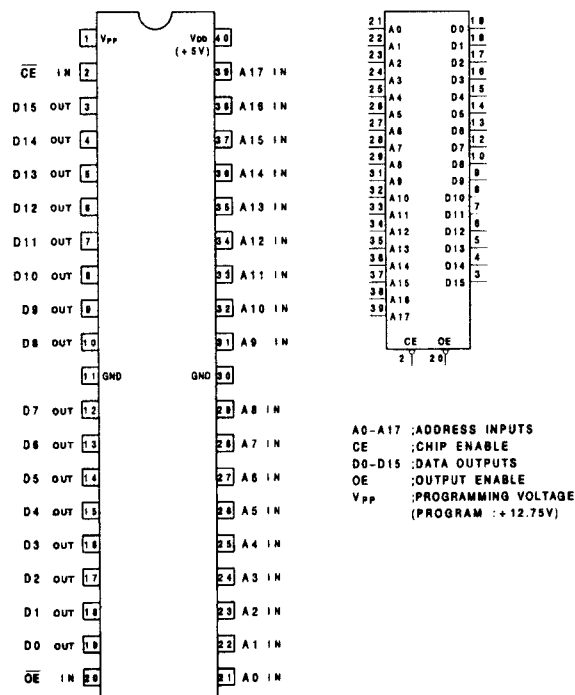 1 VPP VDD 40
(+5V)
CE IN 2 39 A17 IN
D15 OUT 3 38 A16 IN
D14 OUT 4 37 A15 IN
D13 OUT 5 36 A14 IN
D12 OUT 6 35 A13 IN
D11 OUT 7 34 A12 IN
D10 OUT 8 33 A11 IN
D9 OUT 9 32 A10 IN
D8 OUT 10 31 A9 IN
11 GND GND 30
D7 OUT 12 29 A8 IN
D6 OUT 13 28 A7 IN
D5 OUT 14 27 A6 IN
D4 OUT 15 26 A5 IN
D3 OUT 16 25 A4 IN
D2 OUT 17 24 A3 IN
D1 OUT 18 23 A2 IN
D0 OUT 19 22 A1 IN
OE IN 20 21 A0 IN
21 A0 D0 19
22 A1 D1 18
23 A2 D2 17
24 A3 D3 16
25 A4 D4 15
26 A5 D5 14
27 A6 D6 13
28 A7 D7 12
29 A8 D8 10
31 A9 D9 9
32 A10 D10 8
33 A11 D11 7
34 A12 D12 6
35 A13 D13 5
36 A14 D14 4
37 A15 D15 3
38 A16
39 A17
CE OE
2 20
A0-A17 ;ADDRESS INPUTS
CE ;CHIP ENABLE
D0-D15 ;DATA OUTPUTS
OE ;OUTPUT ENABLE
VPP ;PROGRAMMING VOLTAGE
(PROGRAM :+12.75V)